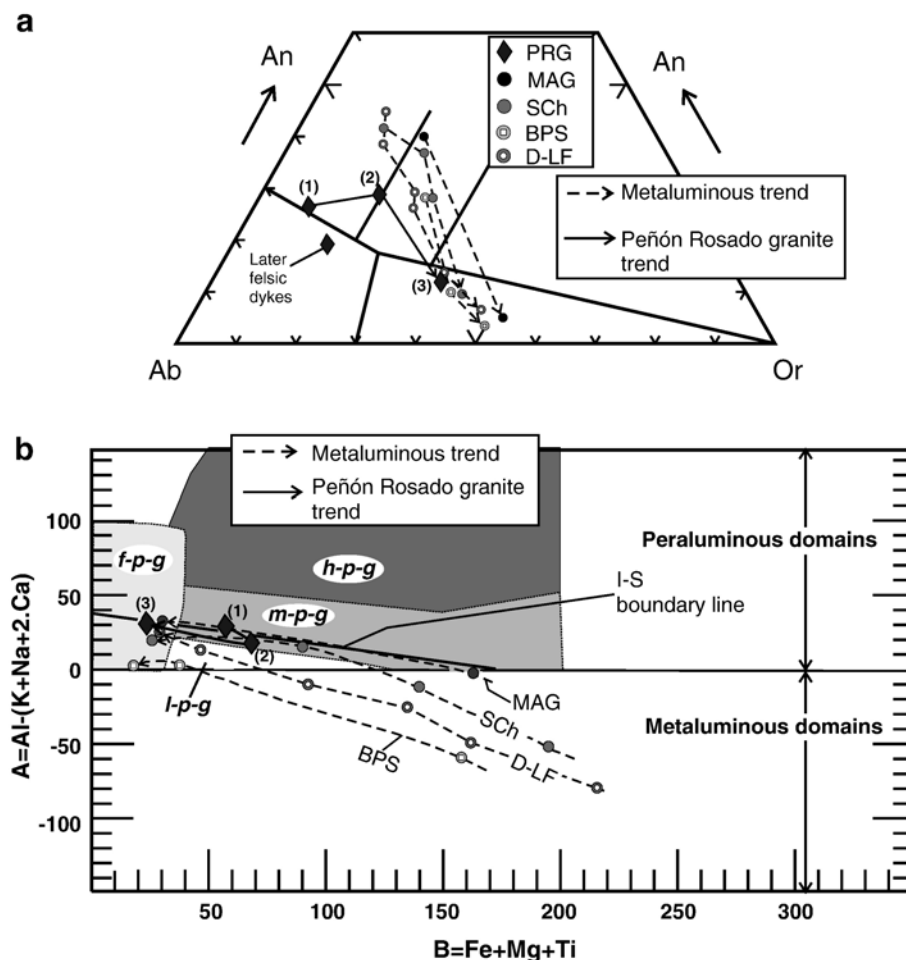 a
An
An
PRG
MAG
SCh
BPS
D-LF
(1)
(2)
(3)
Later
felsic
dykes
Metaluminous trend
Peñón Rosado granite
trend
Ab
Or
b
Metaluminous trend
Peñón Rosado granite
trend
A=Al-(K+Na+2.Ca)
100
50
0
-50
-100
f-p-g
h-p-g
m-p-g
l-p-g
(3)
(1)
(2)
I-S
boundary line
Peraluminous domains
Metaluminous domains
MAG
SCh
D-LF
BPS
50
100
150
200
250
300
B=Fe+Mg+Ti